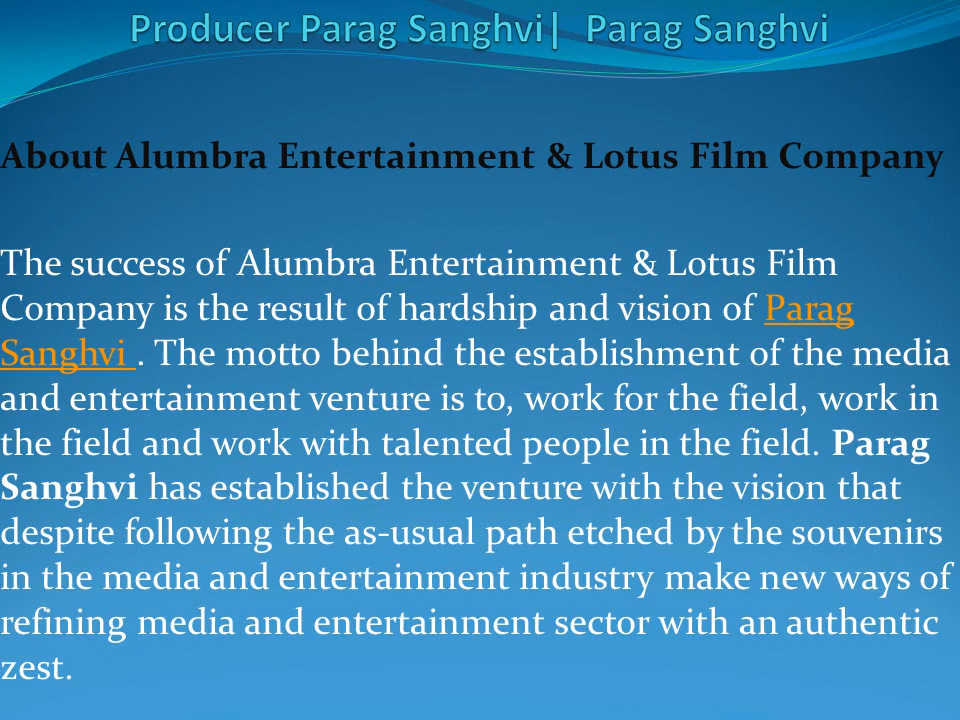 Producer Parag Sanghvi| Parag Sanghvi
About Alumbra Entertainment & Lotus Film Company
The success of Alumbra Entertainment & Lotus Film
Company is the result of hardship and vision of Parag
Sanghvi . The motto behind the establishment of the media
and entertainment venture is to, work for the field, work in
the field and work with talented people in the field. Parag
Sanghvi has established the venture with the vision that
despite following the as-usual path etched by the souvenirs
in the media and entertainment industry make new ways of
refining media and entertainment sector with an authentic
zest.